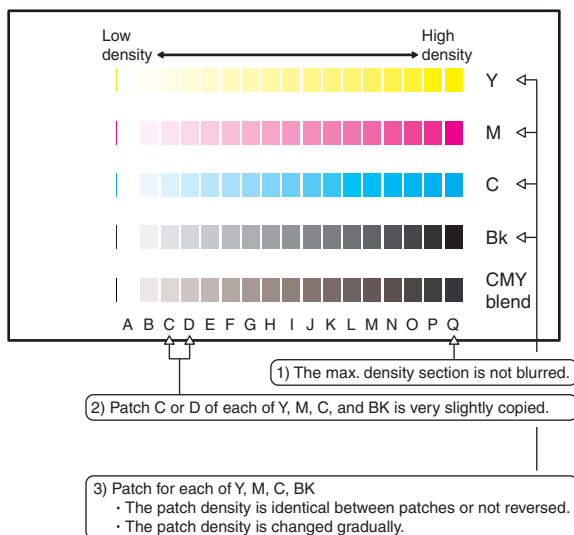 Low density
High density
Y
M
C
Bk
CMY blend
A B C D E F G H I J K L M N O P Q
1) The max. density section is not blurred.
2) Patch C or D of each of Y, M, C, and BK is very slightly copied.
3) Patch for each of Y, M, C, BK
・The patch density is identical between patches or not reversed.
・The patch density is changed gradually.